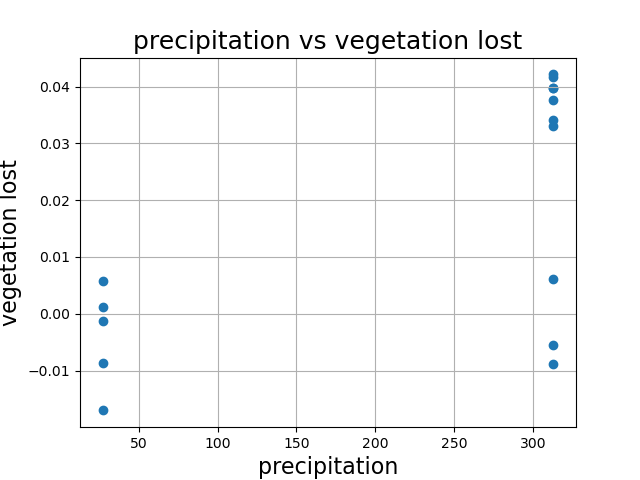 precipitation vs vegetation lost
vegetation lost
0.04
0.03
0.02
0.01
0.00
−0.01
50 100 150 200 250 300
precipitation